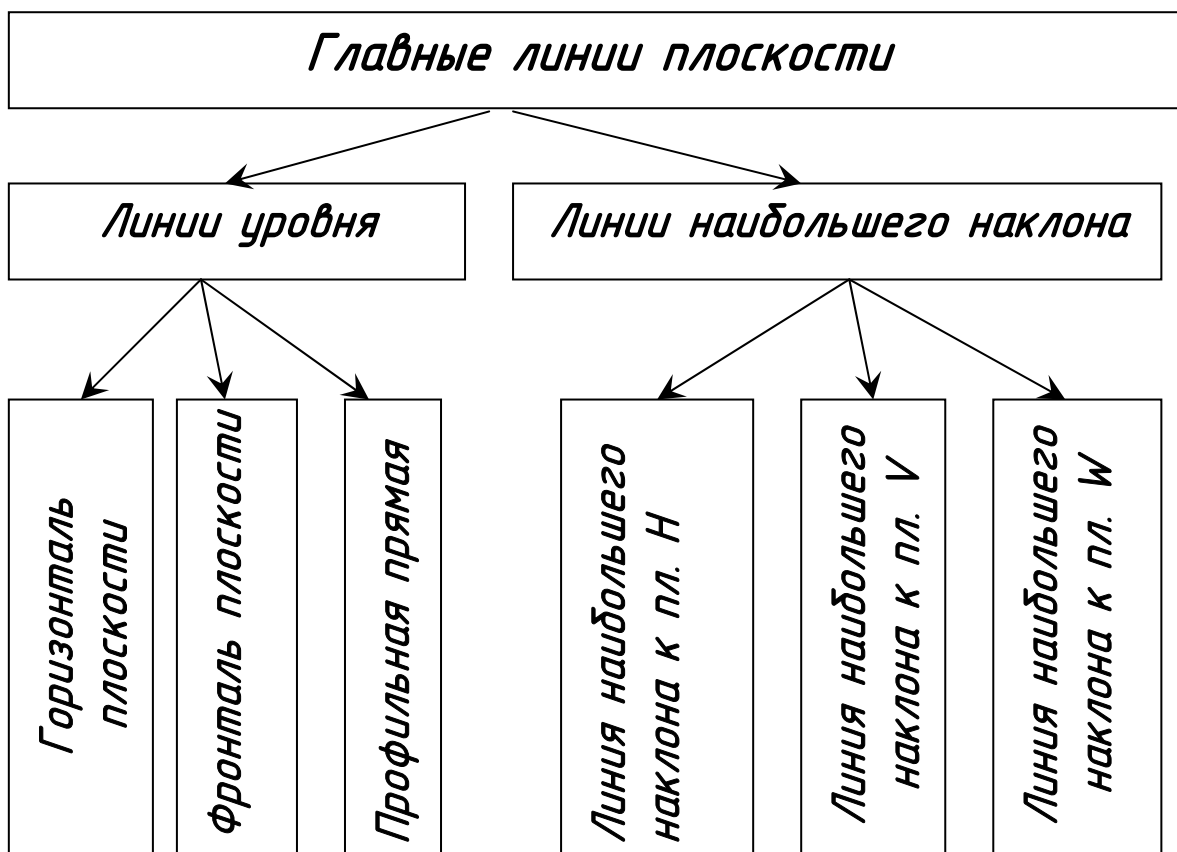 Главные линии плоскости
Линии уровня
Линии наибольшего наклона
Горизонталь
плоскости
Фронталь плоскости
Профильная прямая
Линия наибольшего
наклона к пл. H
Линия наибольшего
наклона к пл. V
Линия наибольшего
наклона к пл. W